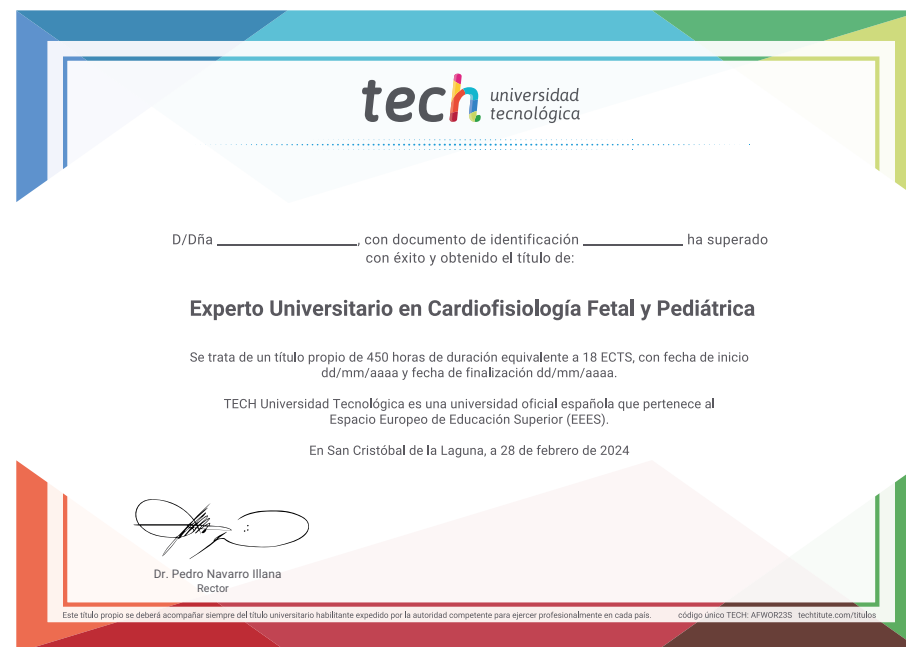 tech universidad
tecnológica
D/Dña ____________, con documento de identificación ____________ ha superado
con éxito y obtenido el título de:
Experto Universitario en Cardiofisiología Fetal y Pediátrica
Se trata de un título propio de 450 horas de duración equivalente a 18 ECTS, con fecha de inicio
dd/mm/aaaa y fecha de finalización dd/mm/aaaa.
TECH Universidad Tecnológica es una universidad oficial española que pertenece al
Espacio Europeo de Educación Superior (EEES).
En San Cristóbal de la Laguna, a 28 de febrero de 2024
Dr. Pedro Navarro Illana
Rector
Este título propio se deberá acompañar siempre del título universitario habilitante expedido por la autoridad competente para ejercer profesionalmente en cada país. código único TECH: AFWOR23S techtitute.com/titulos